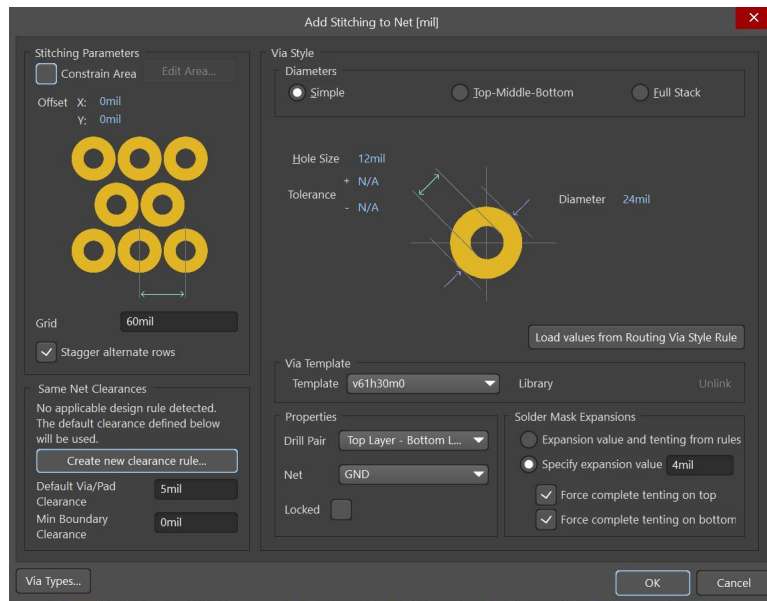 Add Stitching to Net [mil]
Stitching Parameters
Constrain Area
Edit Area...
Offset X: 0mil
Y: 0mil
Grid 60mil
Stagger alternate rows
Same Net Clearances
No applicable design rule detected.
The default clearance defined below
will be used.
Create new clearance rule...
Default Via/Pad
Clearance
5mil
Min Boundary
Clearance
0mil
Via Style
Diameters
Simple
Top-Middle-Bottom
Full Stack
Hole Size 12mil
Tolerance
+ N/A
- N/A
Diameter 24mil
Load values from Routing Via Style Rule
Via Template
Template v61h30m0
Library
Unlink
Properties
Drill Pair Top Layer - Bottom L...
Net GND
Locked
Solder Mask Expansions
Expansion value and tenting from rules
Specify expansion value 4mil
Force complete tenting on top
Force complete tenting on bottom
Via Types...
OK
Cancel